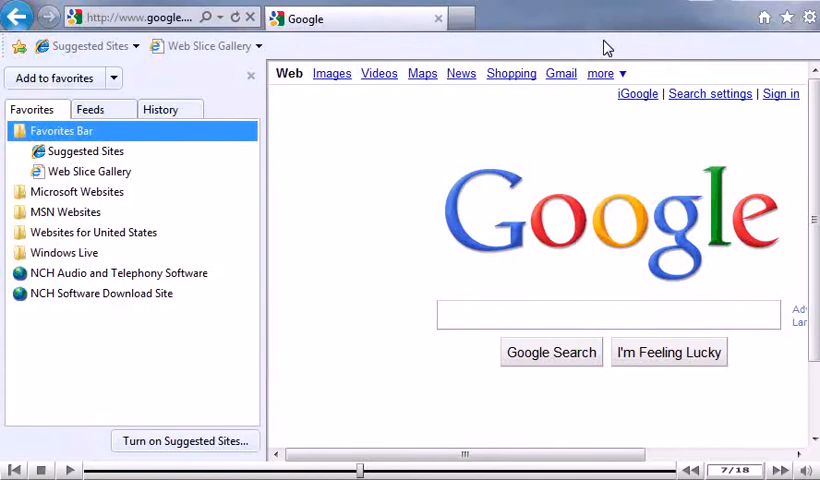 http://www.google....
Google
Suggested Sites
Web Slice Gallery
Add to favorites
Favorites
Feeds
History
Favorites Bar
Suggested Sites
Web Slice Gallery
Microsoft Websites
MSN Websites
Websites for United States
Windows Live
NCH Audio and Telephony Software
NCH Software Download Site
Turn on Suggested Sites...
Web Images Videos Maps News Shopping Gmail more
iGoogle | Search settings | Sign in
Google
Google Search
I'm Feeling Lucky
7/18